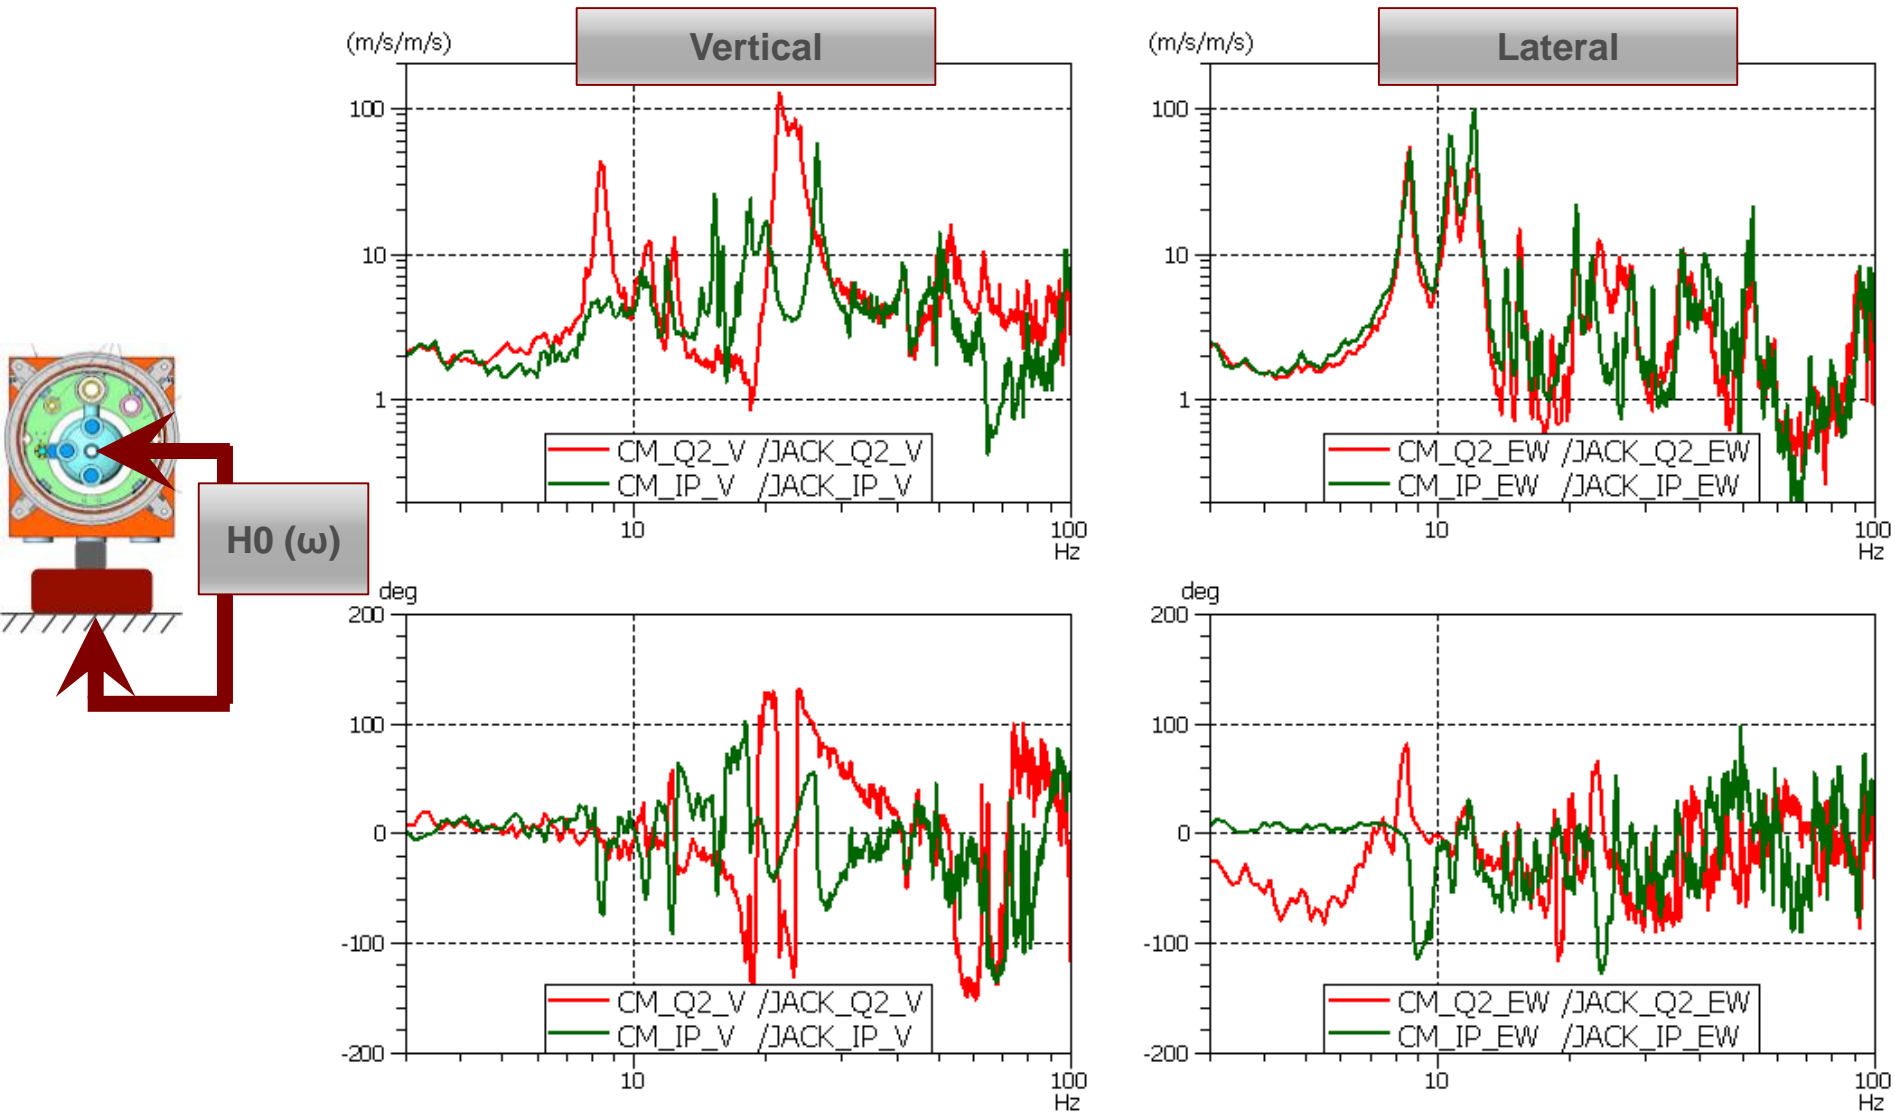 Vertical
(m/s/m/s)
100
10
1
CM_Q2_V /JACK_Q2_V
CM_IP_V /JACK_IP_V
10
100
Hz
Lateral
(m/s/m/s)
100
10
1
CM_Q2_EW /JACK_Q2_EW
CM_IP_EW /JACK_IP_EW
10
100
Hz
H0 (ω)
deg
200
100
0
-100
-200
CM_Q2_V /JACK_Q2_V
CM_IP_V /JACK_IP_V
10
100
Hz
deg
200
100
0
-100
-200
CM_Q2_EW /JACK_Q2_EW
CM_IP_EW /JACK_IP_EW
10
100
Hz